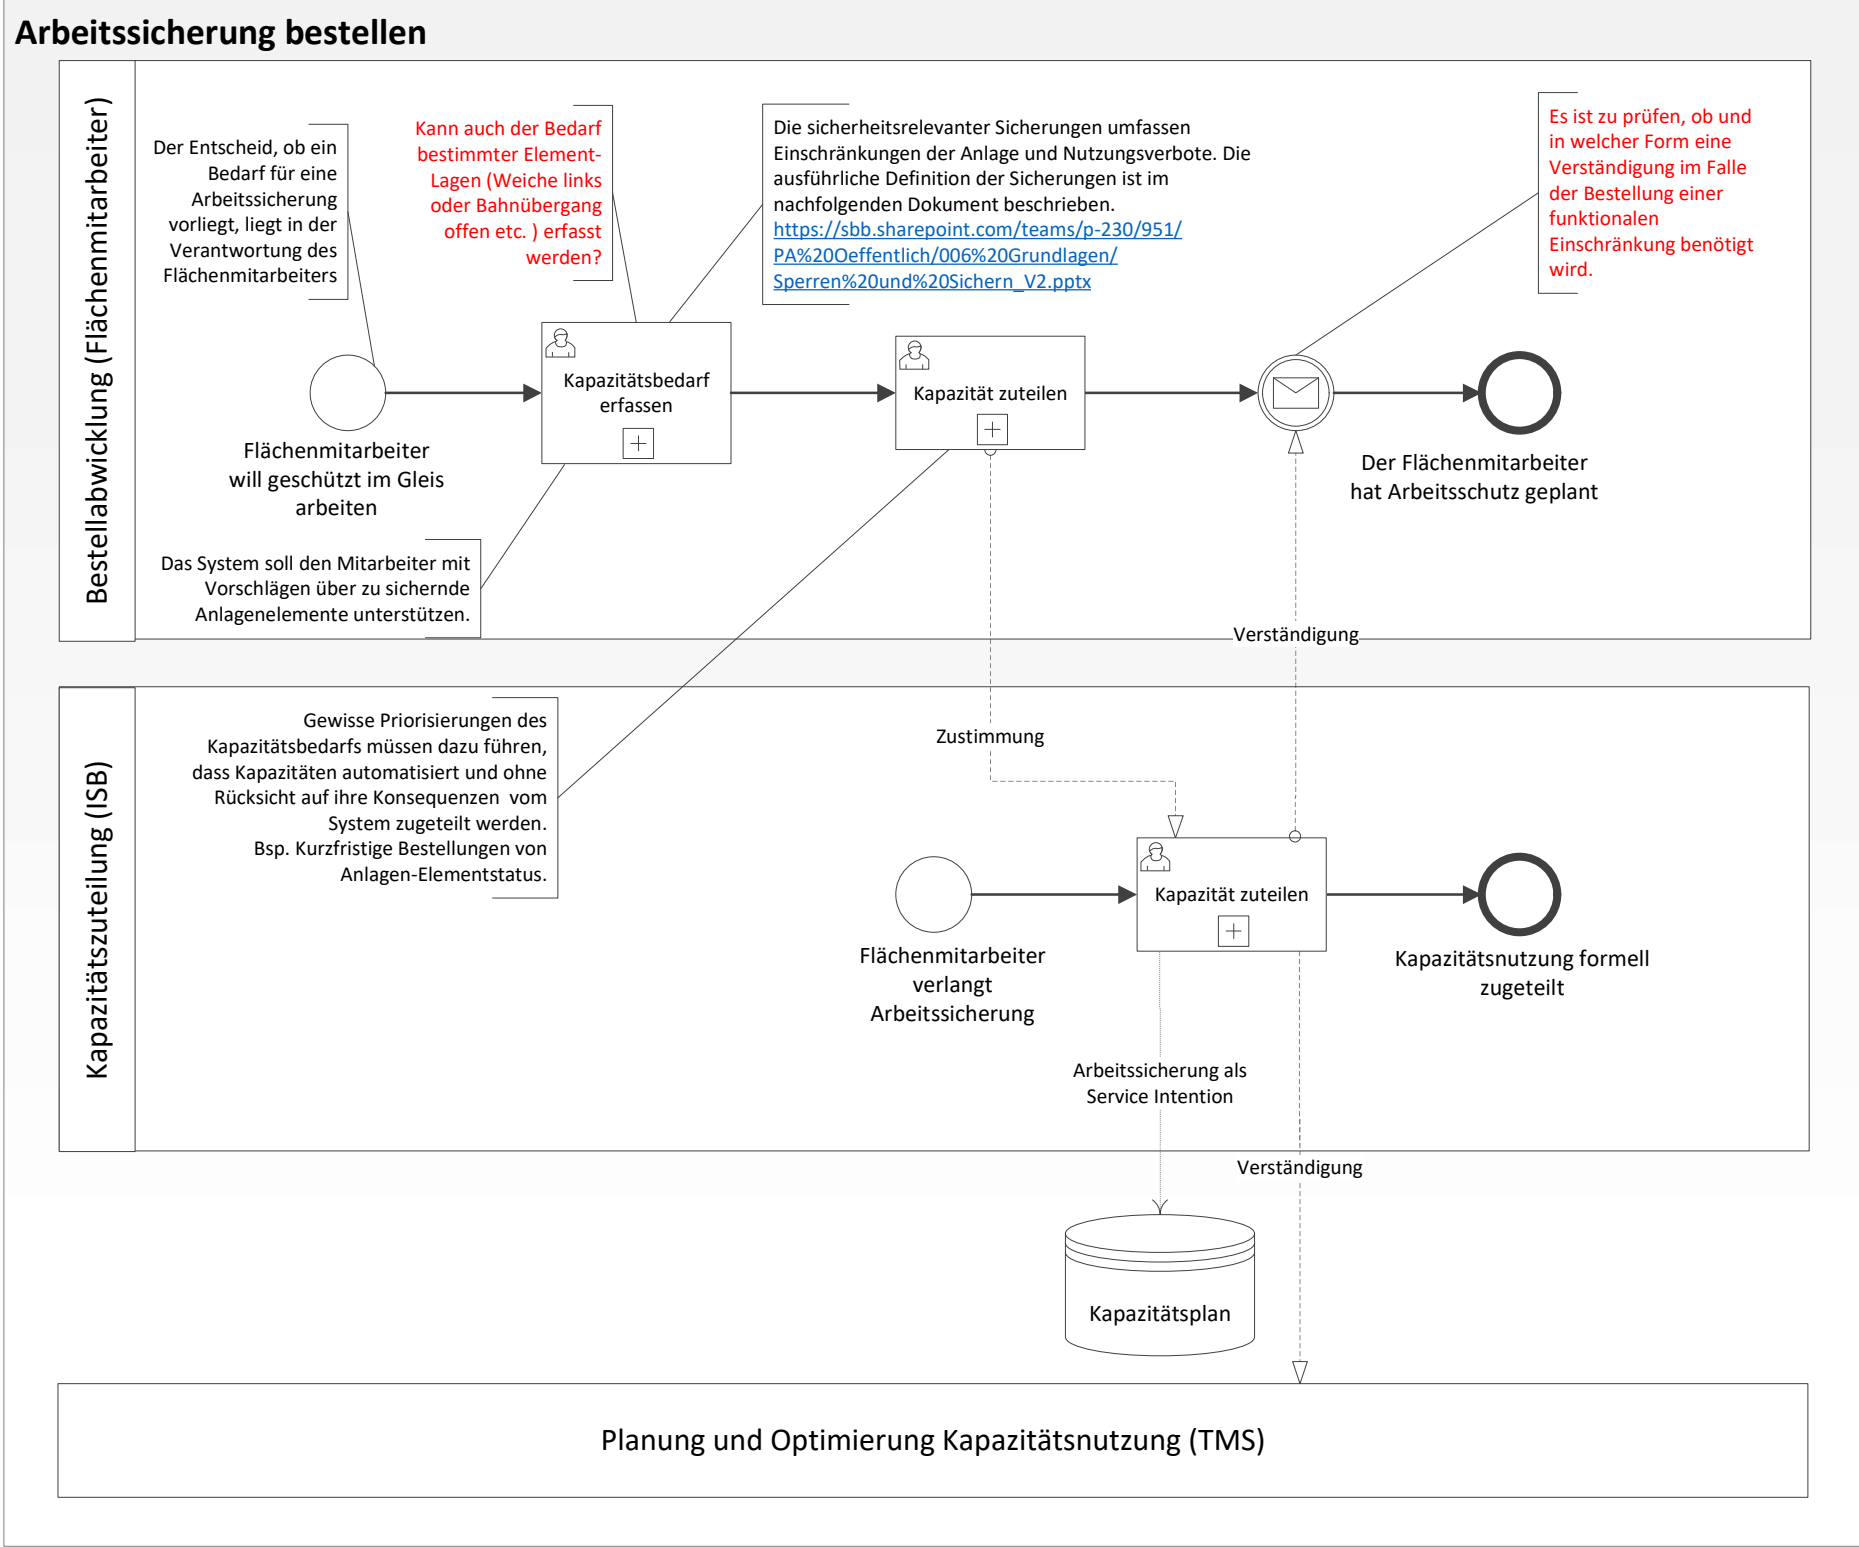 Arbeitssicherung bestellen
Bestellabwicklung (Flächenmitarbeiter)
Der Entscheid, ob ein
Bedarf für eine
Arbeitssicherung
vorliegt, liegt in der
Verantwortung des
Flächenmitarbeiters
Kann auch der Bedarf
bestimmter Element-
Lagen (Weiche links
oder Bahnübergang
offen etc. ) erfasst
werden?
Die sicherheitsrelevanter Sicherungen umfassen
Einschränkungen der Anlage und Nutzungsverbote. Die
ausführliche Definition der Sicherungen ist im
nachfolgenden Dokument beschrieben.
https://sbb.sharepoint.com/teams/p-230/951/
PA%20Oeffentlich/006%20Grundlagen/
Sperren%20und%20Sichern_V2.pptx
Es ist zu prüfen, ob und
in welcher Form eine
Verständigung im Falle
der Bestellung einer
funktionalen
Einschränkung benötigt
wird.
Flächenmitarbeiter
will geschützt im Gleis
arbeiten
Kapazitätsbedarf
erfassen
Kapazität zuteilen
Der Flächenmitarbeiter
hat Arbeitsschutz geplant
Das System soll den Mitarbeiter mit
Vorschlägen über zu sichernde
Anlagenelemente unterstützen.
Verständigung
Kapazitätszuteilung (ISB)
Gewisse Priorisierungen des
Kapazitätsbedarfs müssen dazu führen,
dass Kapazitäten automatisiert und ohne
Rücksicht auf ihre Konsequenzen  vom
System zugeteilt werden.
Bsp. Kurzfristige Bestellungen von
Anlagen-Elementstatus.
Zustimmung
Flächenmitarbeiter
verlangt
Arbeitssicherung
Kapazität zuteilen
Kapazitätsnutzung formell
zugeteilt
Arbeitssicherung als
Service Intention
Verständigung
Kapazitätsplan
Planung und Optimierung Kapazitätsnutzung (TMS)